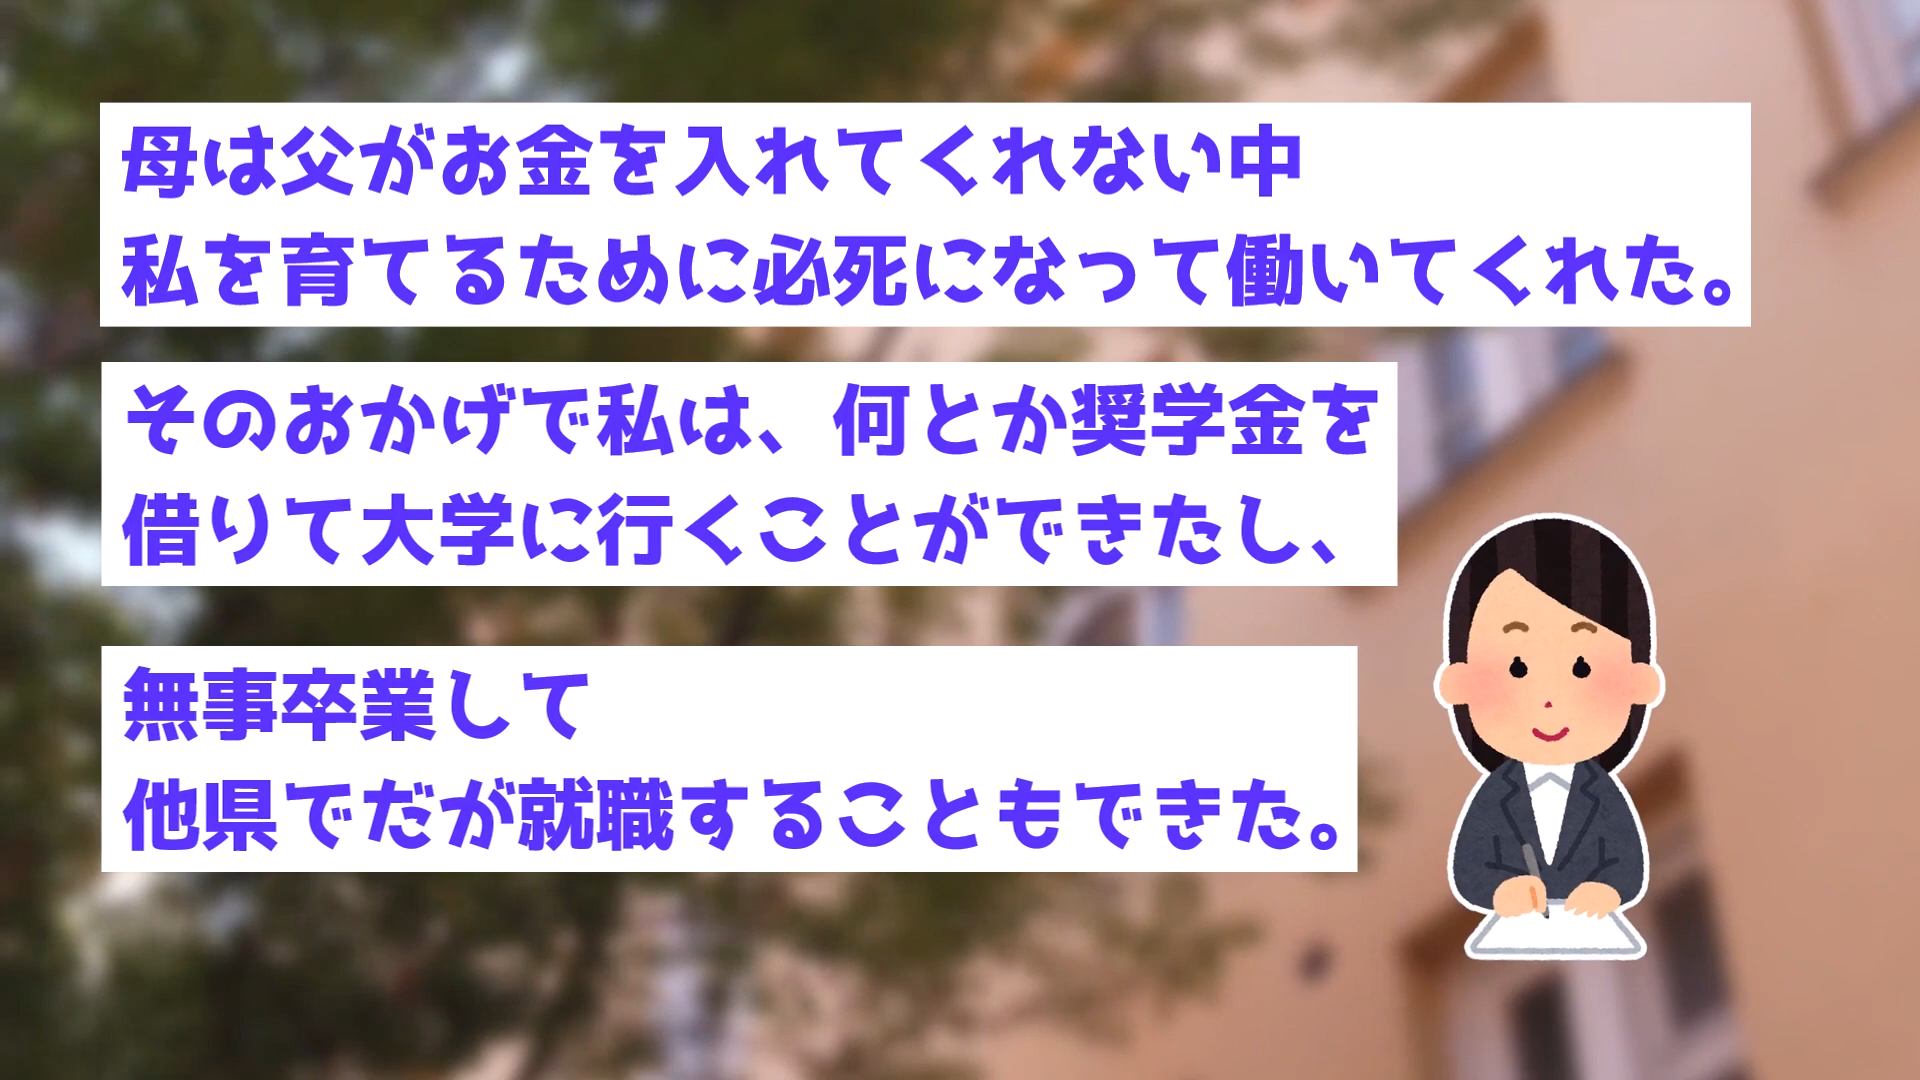 母は父がお金を入れてくれない中
私を育てるために必死になって働いてくれた。
そのおかげで私は、何とか奨学金を
借りて大学に行くことができたし、
無事卒業して
他県でだが就職することもできた。